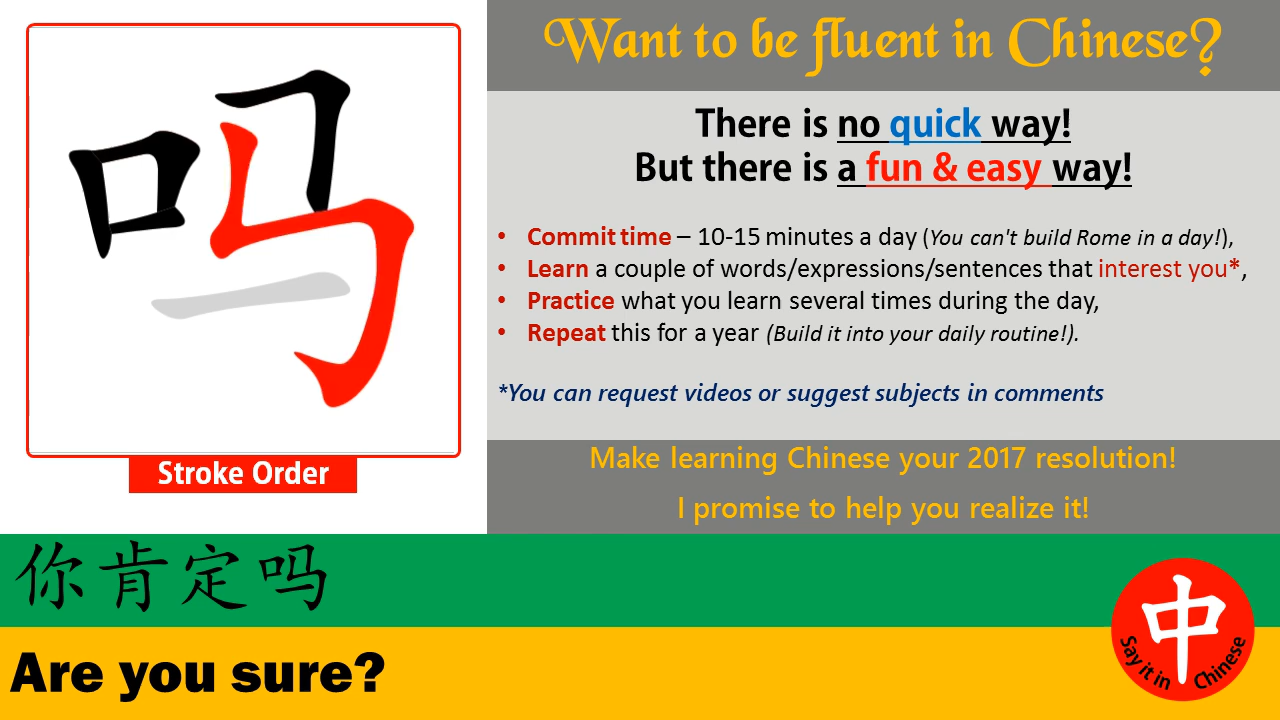 吗
Stroke Order
Want to be fluent in Chinese?
There is no quick way!
But there is a fun & easy way!
• Commit time – 10-15 minutes a day (You can't build Rome in a day!),
• Learn a couple of words/expressions/sentences that interest you*,
• Practice what you learn several times during the day,
• Repeat this for a year (Build it into your daily routine!).
*You can request videos or suggest subjects in comments
Make learning Chinese your 2017 resolution!
I promise to help you realize it!
你肯定吗
Are you sure?
中
Say it in Chinese